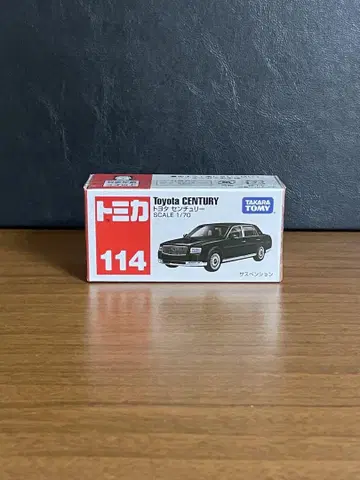 トミカ
114
Toyota CENTURY
トヨタ センチュリー
SCALE 1/70
TAKARA
TOMY
サスペンション